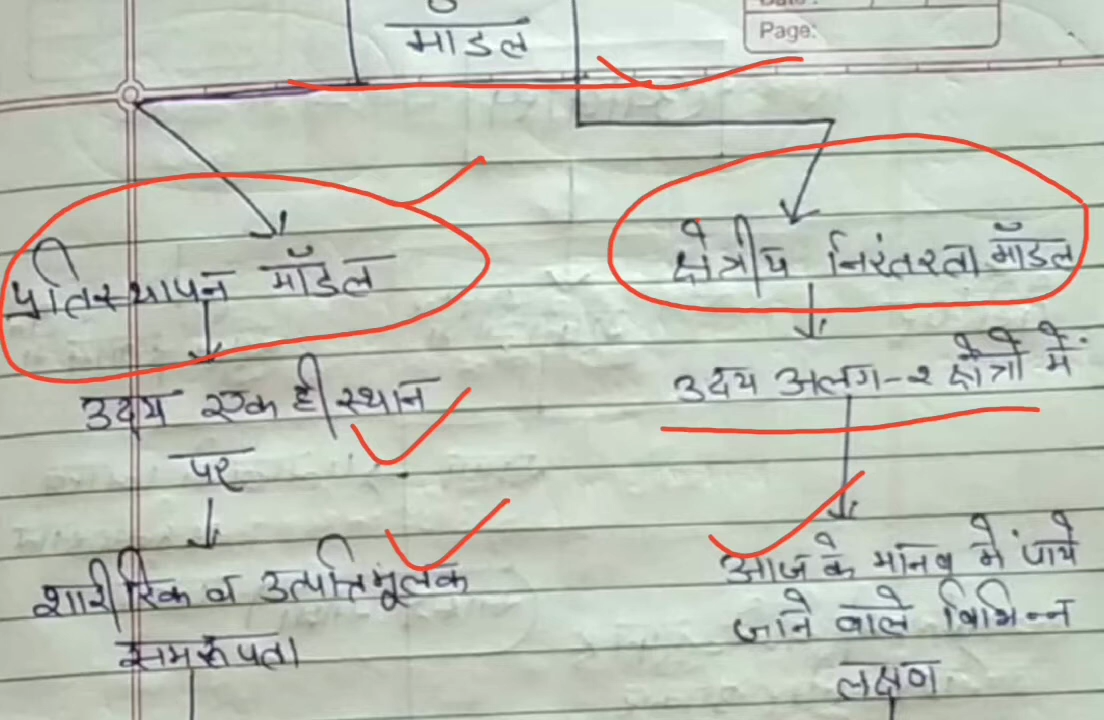 मॉडल
Page:
प्रतिस्थापन मॉडल
क्षेत्रीय निरंतरता मॉडल
उदय एक ही स्थान
पर
उदय अलग-२ क्षेत्रों में
शारीरिक व उत्पत्तिमूलक
समरूपता
आज के मानव में पाये
जाने वाले विभिन्न
लक्षण